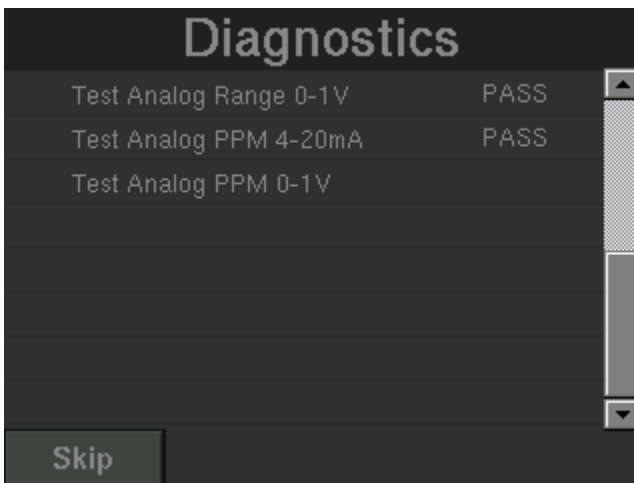 Diagnostics
Test Analog Range 0-1V PASS
Test Analog PPM 4-20mA PASS
Test Analog PPM 0-1V
Skip